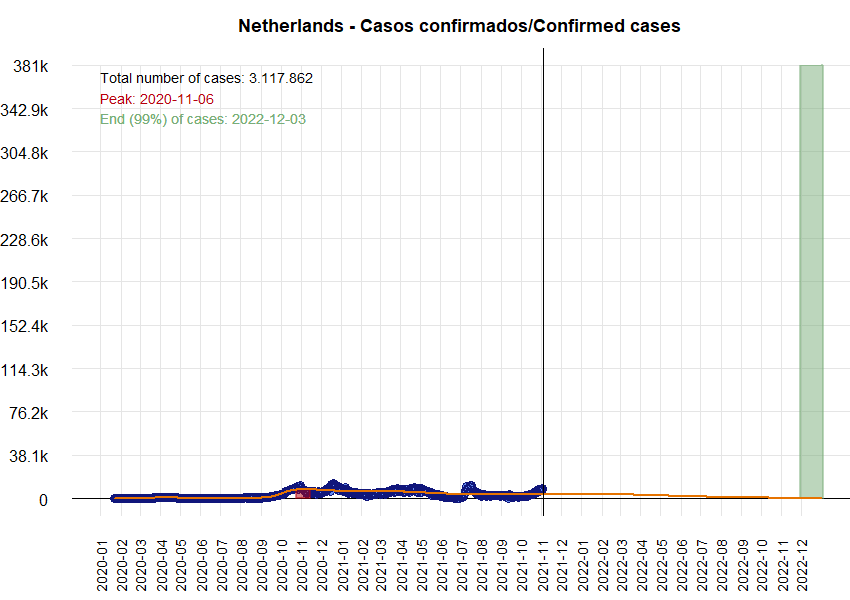 Netherlands - Casos confirmados/Confirmed cases
Total number of cases: 3.117.862
Peak: 2020-11-06
End (99%) of cases: 2022-12-03
381k
342.9k
304.8k
266.7k
228.6k
190.5k
152.4k
114.3k
76.2k
38.1k
0
2020-01
2020-02
2020-03
2020-04
2020-05
2020-06
2020-07
2020-08
2020-09
2020-10
2020-11
2020-12
2021-01
2021-02
2021-03
2021-04
2021-05
2021-06
2021-07
2021-08
2021-09
2021-10
2021-11
2021-12
2022-01
2022-02
2022-03
2022-04
2022-05
2022-06
2022-07
2022-08
2022-09
2022-10
2022-11
2022-12